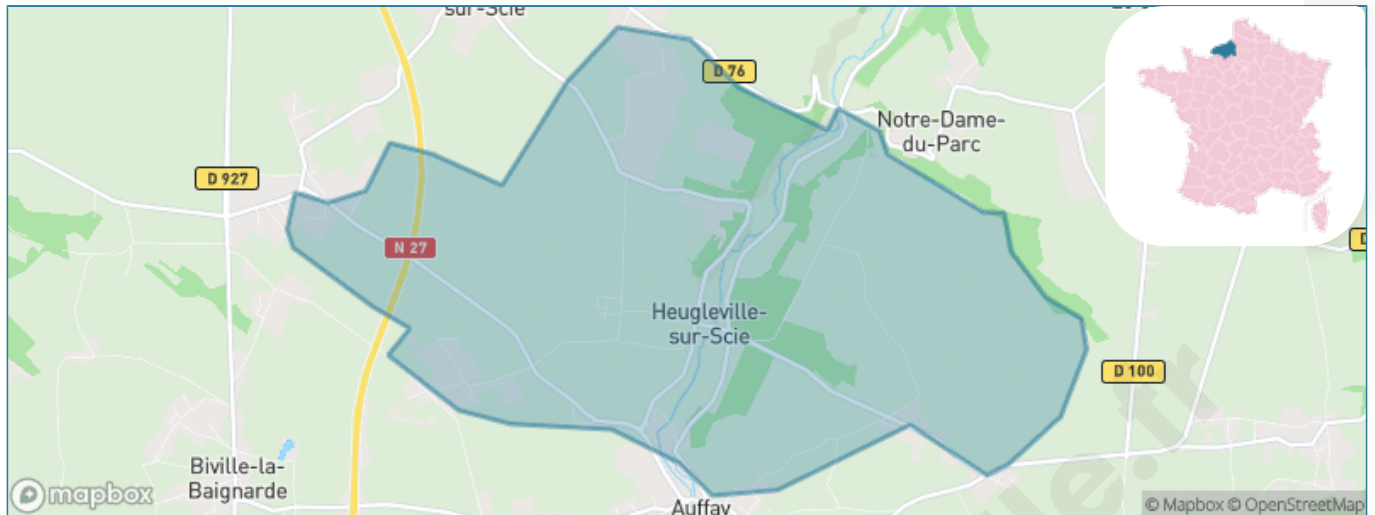 sur-Scie
D 76
Notre-Dame-
du-Parc
D 927
N 27
Heugleville-
sur-Scie
D 100
Biville-la-
Baignarde
Auffay
mapbox
© Mapbox © OpenStreetMap